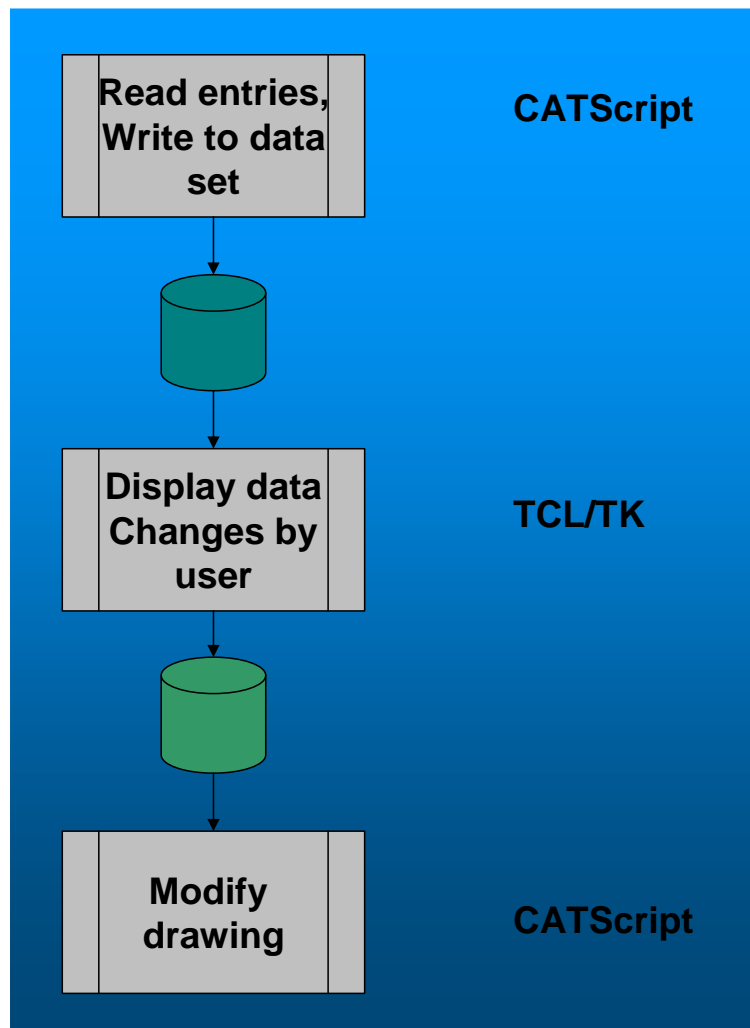 Read entries,
Write to data
set
CATScript
Display data
Changes by
user
TCL/TK
Modify
drawing
CATScript